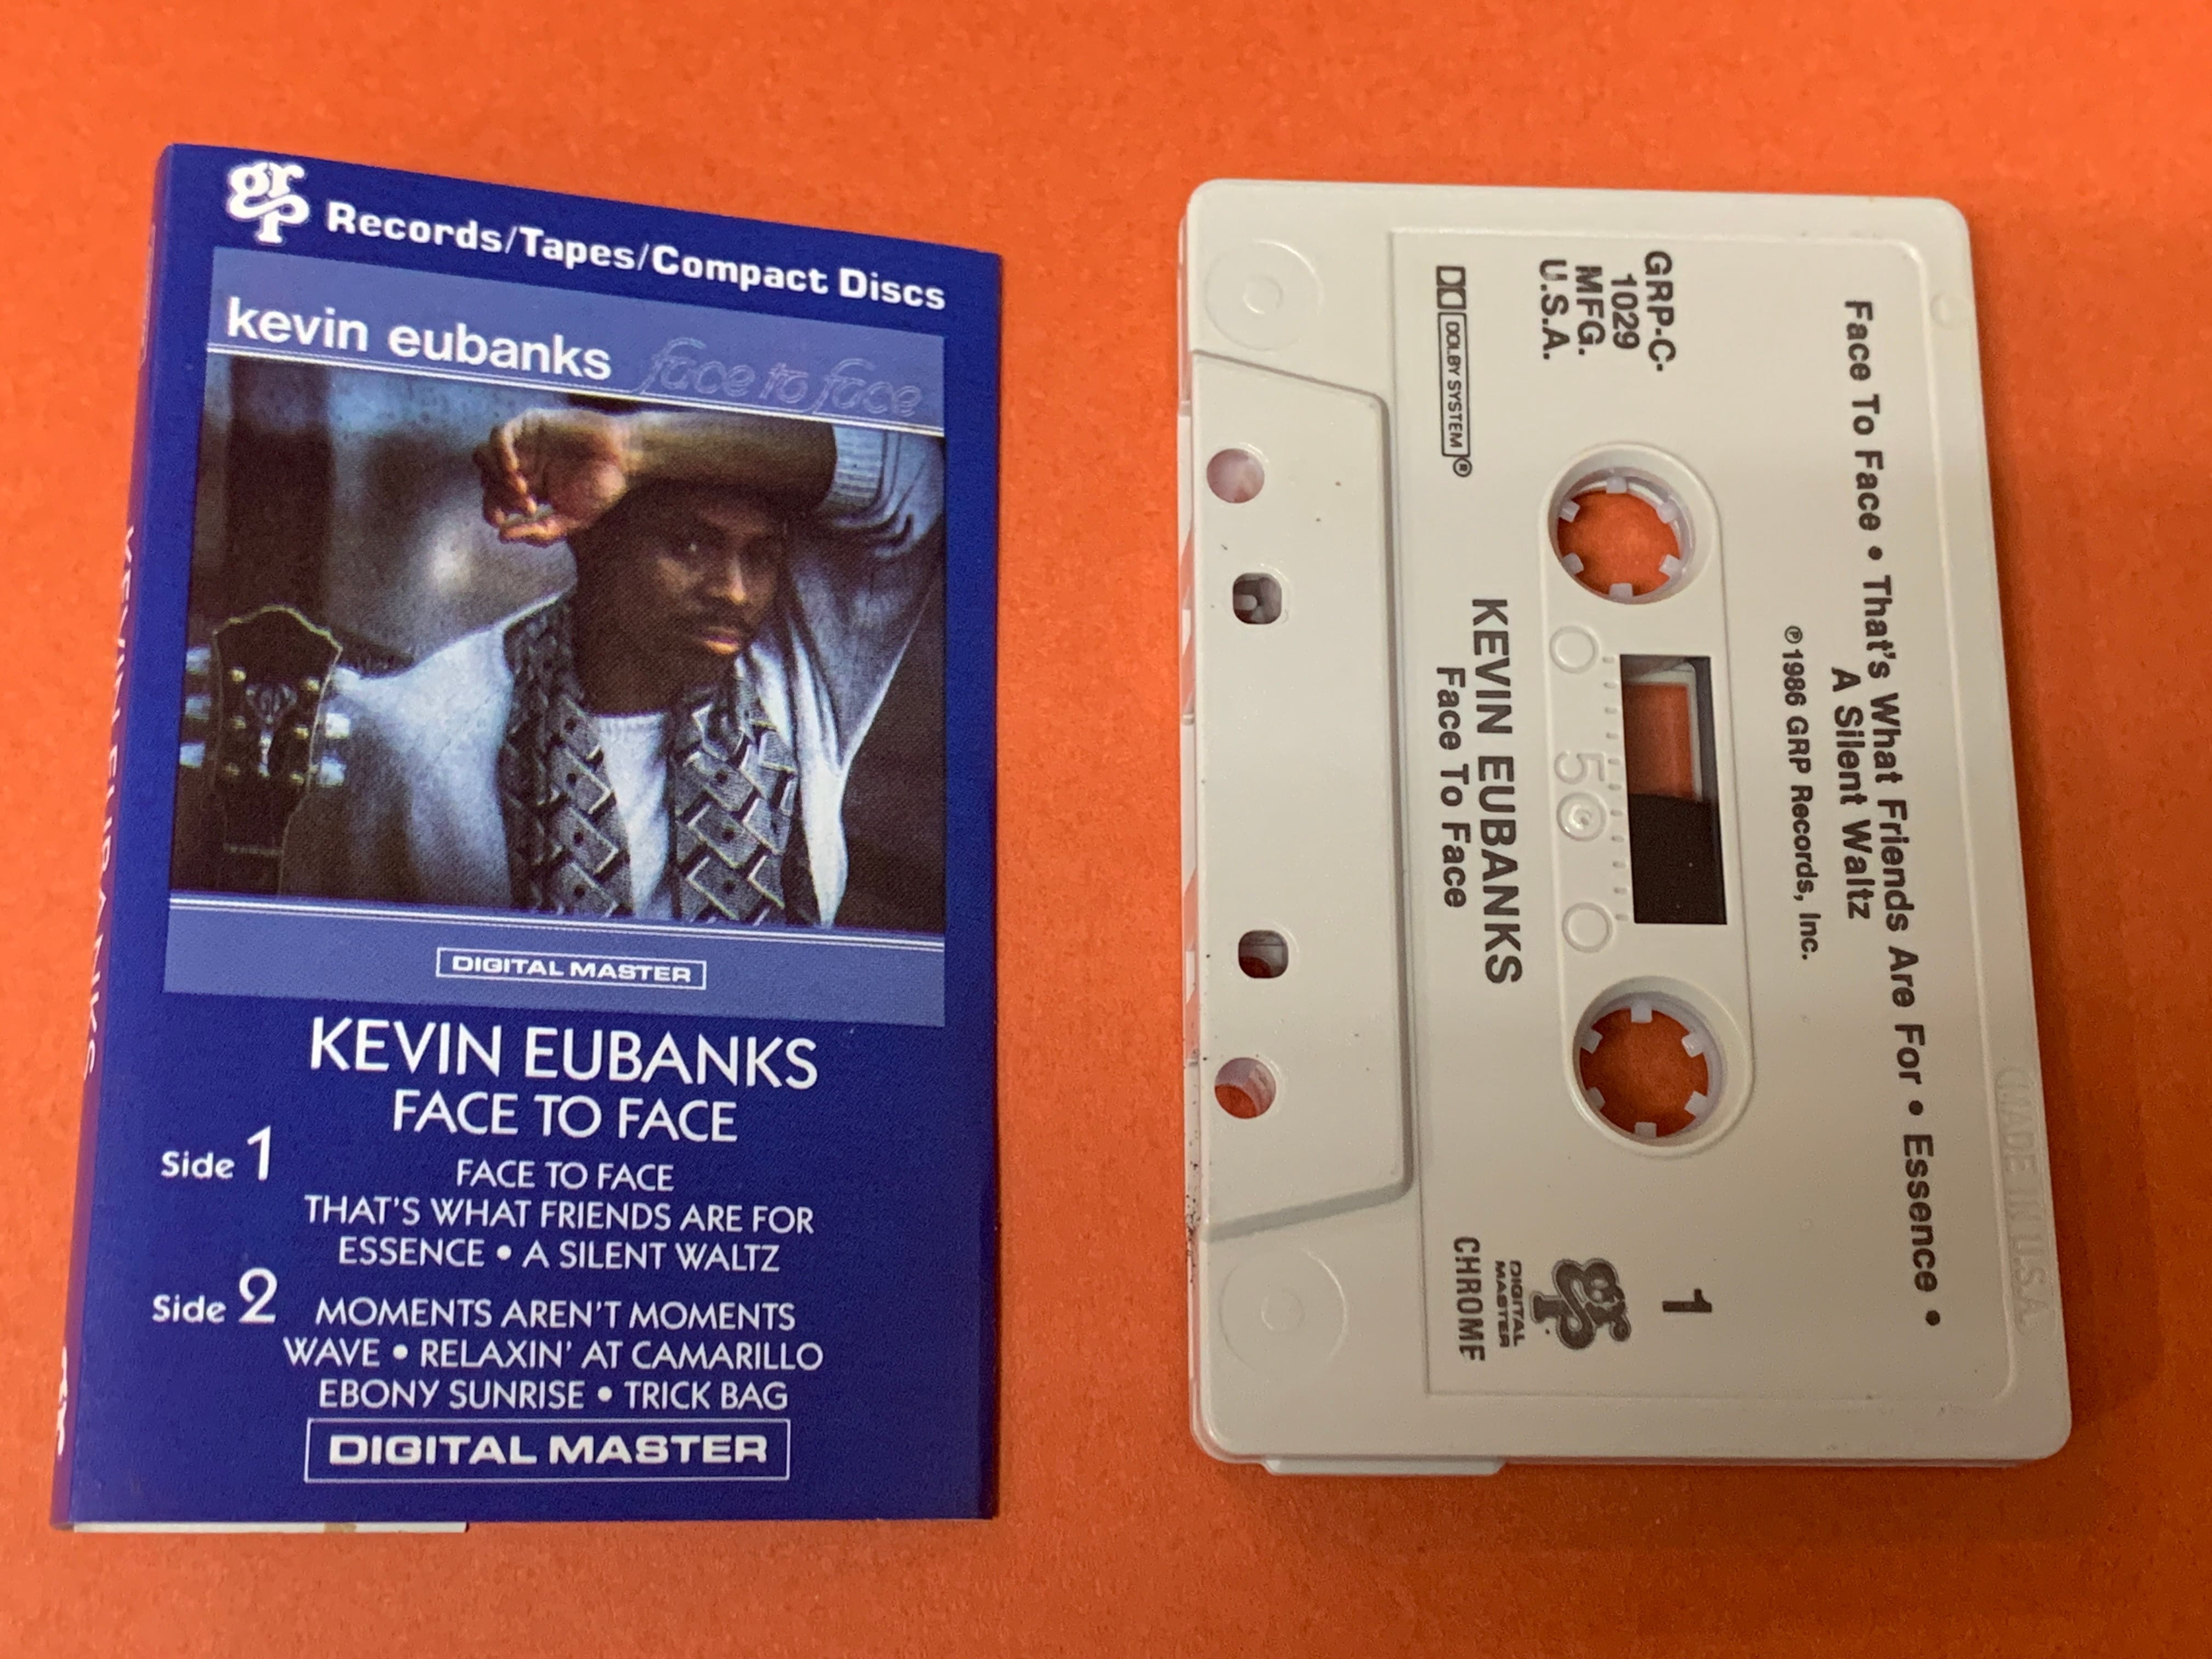 grp Records/Tapes/Compact Discs
kevin eubanks face to face
DIGITAL MASTER
KEVIN EUBANKS
FACE TO FACE
Side 1
FACE TO FACE
THAT'S WHAT FRIENDS ARE FOR
ESSENCE • A SILENT WALTZ
Side 2
MOMENTS AREN'T MOMENTS
WAVE • RELAXIN' AT CAMARILLO
EBONY SUNRISE • TRICK BAG
DIGITAL MASTER
KEVIN EUBANKS
Face To Face • That's What Friends Are For • Essence •
A Silent Waltz
℗1986 GRP Records, Inc.
GRP-C-
1029
MFG.
U.S.A.
DOLBY SYSTEM®
50
KEVIN EUBANKS
Face To Face
1
grp
DIGITAL
MASTER
CHROME
MADE IN U.S.A.